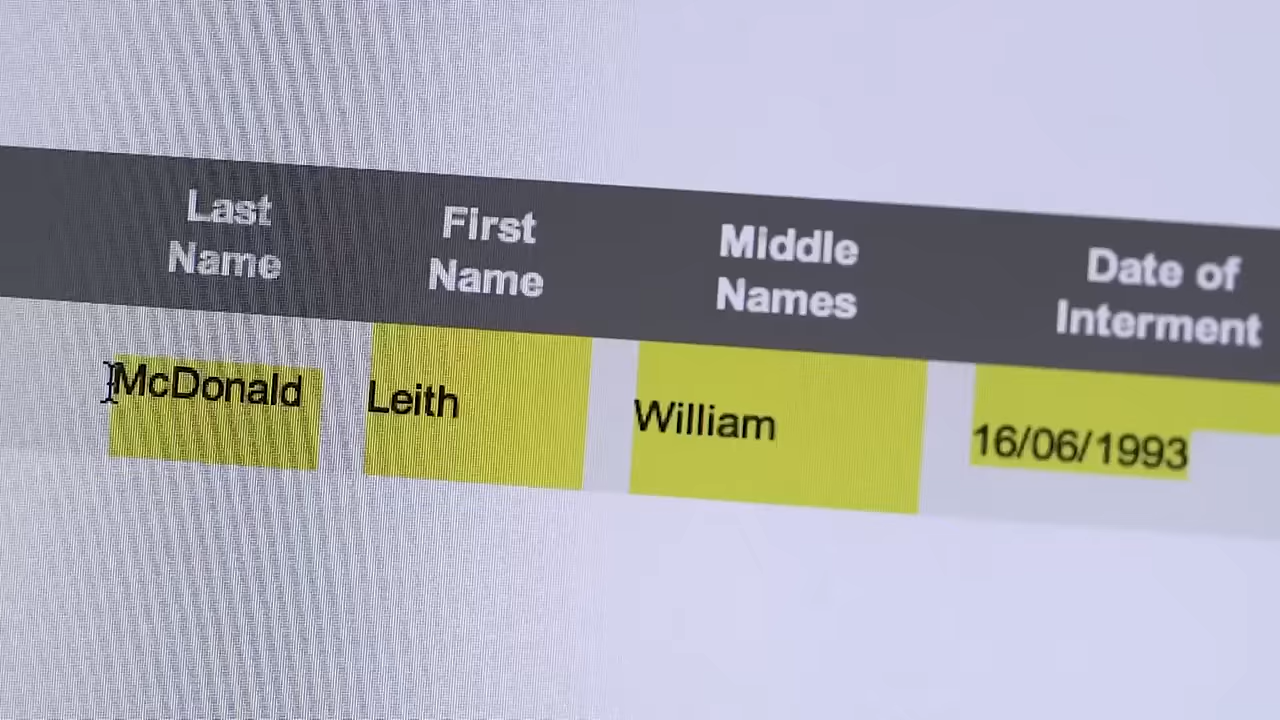 Last Name
First Name
Middle Names
Date of Interment
McDonald
Leith
William
16/06/1993